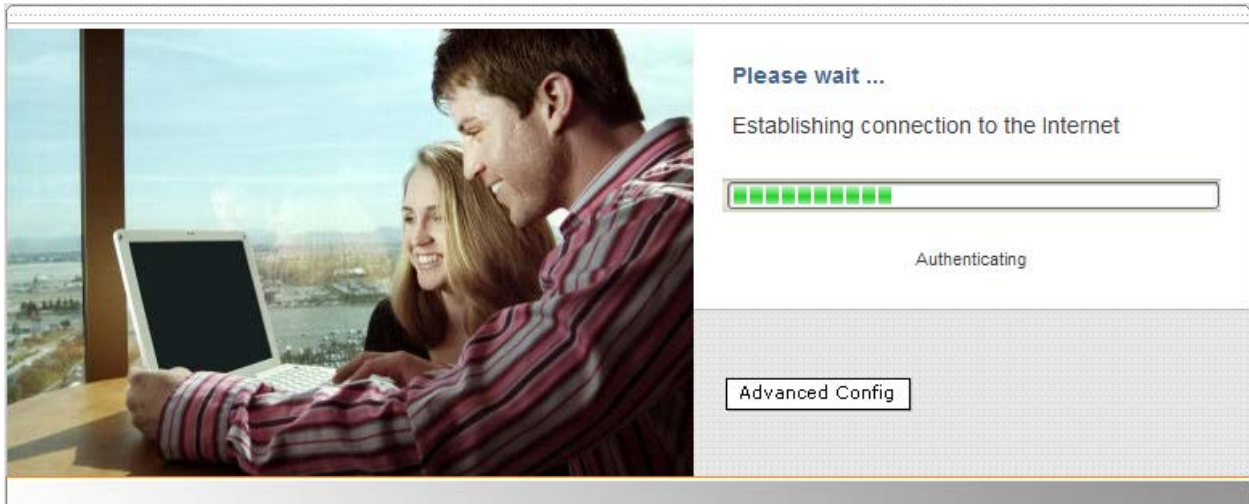 Please wait ...
Establishing connection to the Internet
Authenticating
Advanced Config